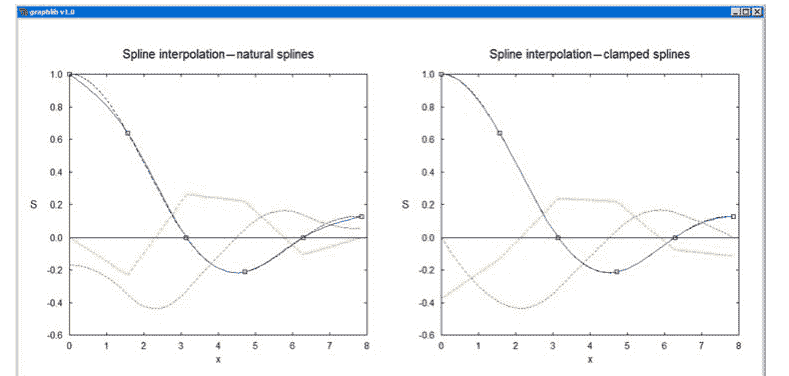 graphlib v1.0
Spline interpolation—natural splines
1.0
0.8
0.6
0.4
S 0.2
0.0
-0.2
-0.4
-0.6
0 1 2 3 4 5 6 7 8
x
Spline interpolation—clamped splines
1.0
0.8
0.6
0.4
S 0.2
0.0
-0.2
-0.4
-0.6
0 1 2 3 4 5 6 7 8
x